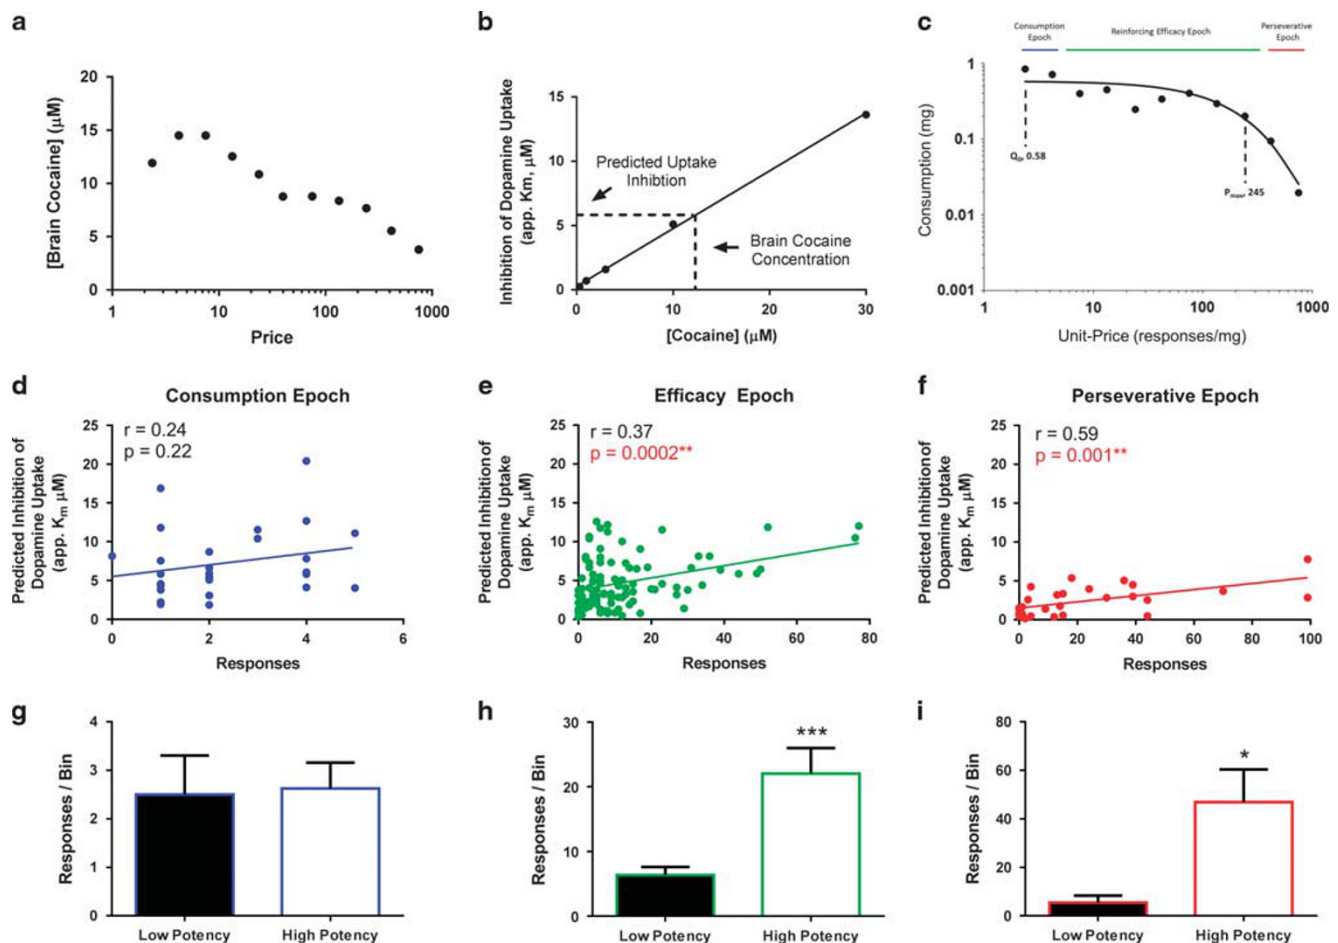 a
[Brain Cocaine] (μM)
20
15
10
5
0
1
10
100
1000
Price
b
Inhibition of Dopamine Uptake
(app. Km, μM)
15
10
5
0
Predicted Uptake
Inhibtion
Brain Cocaine
Concentration
0
10
20
30
[Cocaine] (μM)
c
Consumption
Epoch
Reinforcing Efficacy Epoch
Perseverative
Epoch
Consumption (mg)
1
0.1
0.01
0.001
Q₀, 0.58
Pmax, 245
1
10
100
1000
Unit-Price (responses/mg)
d
Consumption Epoch
Predicted Inhibition of
Dopamine Uptake
(app. Km μM)
25
20
15
10
5
0
r = 0.24
p = 0.22
0
2
4
6
Responses
e
Efficacy Epoch
Predicted Inhibition of
Dopamine Uptake
(app. Km μM)
25
20
15
10
5
0
r = 0.37
p = 0.0002**
0
20
40
60
80
Responses
f
Perseverative Epoch
Predicted Inhibition of
Dopamine Uptake
(app. Km μM)
25
20
15
10
5
0
r = 0.59
p = 0.001**
0
20
40
60
80
100
Responses
g
Responses / Bin
4
3
2
1
0
Low Potency
High Potency
h
Responses / Bin
30
20
10
0
***
Low Potency
High Potency
i
Responses / Bin
80
60
40
20
0
*
Low Potency
High Potency